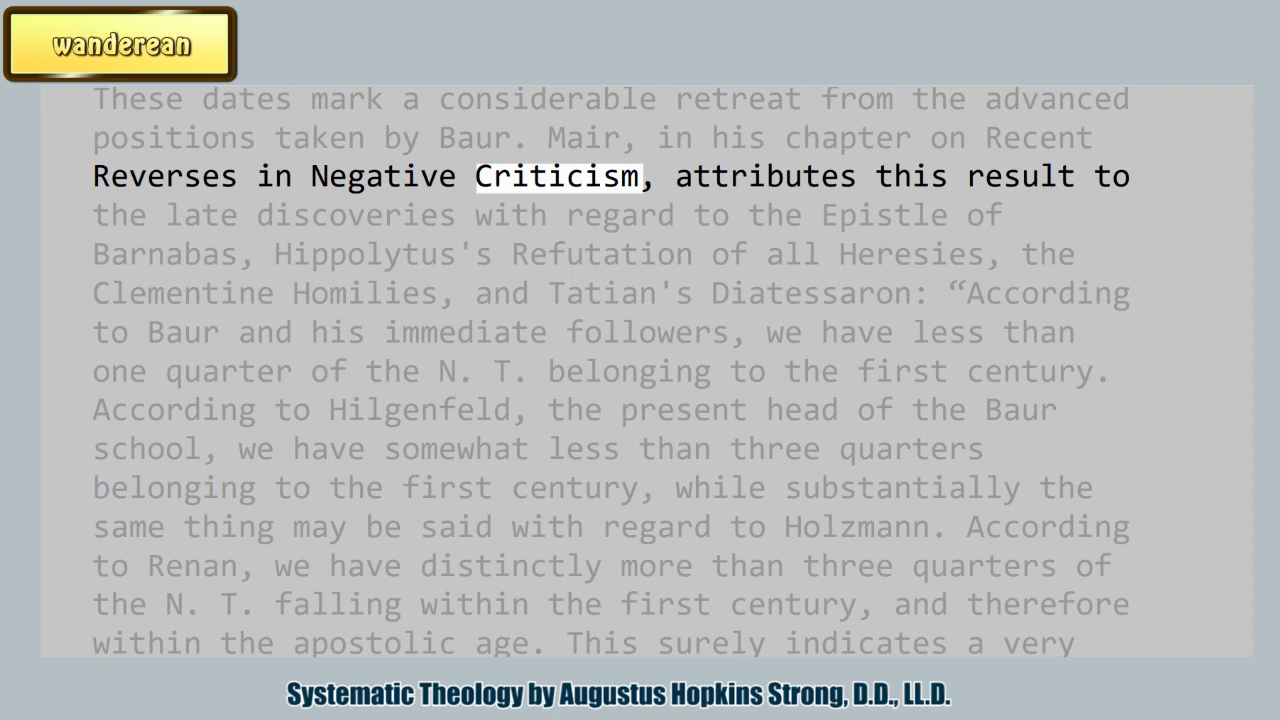 wanderean
These dates mark a considerable retreat from the advanced
positions taken by Baur. Mair, in his chapter on Recent
Reverses in Negative Criticism, attributes this result to
the late discoveries with regard to the Epistle of
Barnabas, Hippolytus's Refutation of all Heresies, the
Clementine Homilies, and Tatian's Diatessaron: “According
to Baur and his immediate followers, we have less than
one quarter of the N. T. belonging to the first century.
According to Hilgenfeld, the present head of the Baur
school, we have somewhat less than three quarters
belonging to the first century, while substantially the
same thing may be said with regard to Holzmann. According
to Renan, we have distinctly more than three quarters of
the N. T. falling within the first century, and therefore
within the apostolic age. This surely indicates a very
Systematic Theology by Augustus Hopkins Strong, D.D., LL.D.